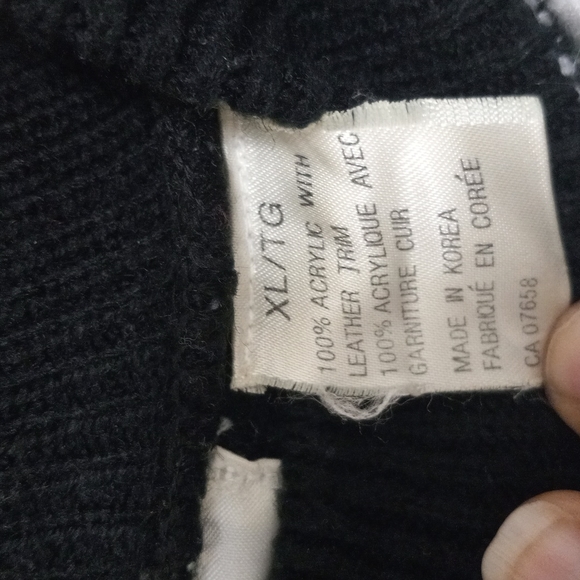 XL/TG
100% ACRYLIC WITH
LEATHER TRIM
100% ACRYLIQUE AVEC
GARNITURE CUIR
MADE IN KOREA
FABRIQUÉ EN CORÉE
CA 07658